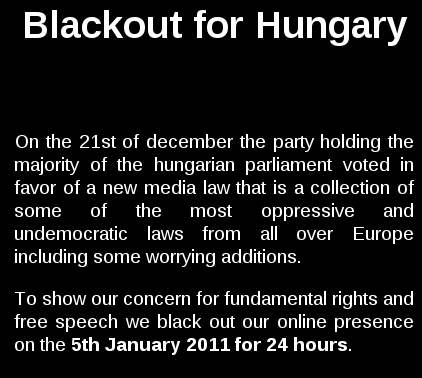 Blackout for Hungary
On the 21st of december the party holding the
majority of the hungarian parliament voted in
favor of a new media law that is a collection of
some of the most oppressive and
undemocratic laws from all over Europe
including some worrying additions.
To show our concern for fundamental rights and
free speech we black out our online presence
on the 5th January 2011 for 24 hours.